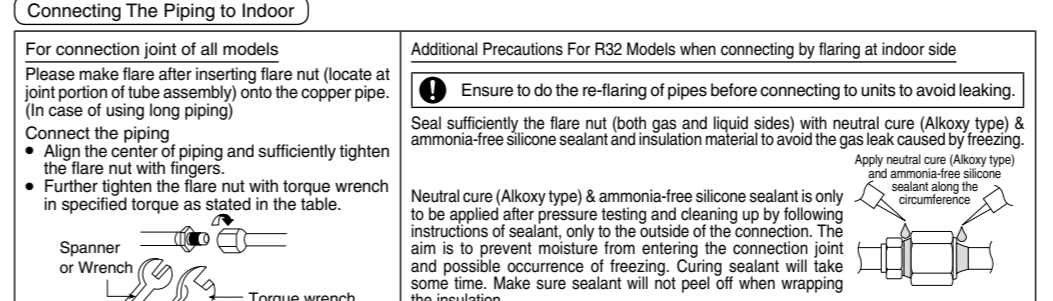 Connecting The Piping to Indoor
For connection joint of all models
Please make flare after inserting flare nut (locate at
joint portion of tube assembly) onto the copper pipe.
(In case of using long piping)
Connect the piping
● Align the center of piping and sufficiently tighten
the flare nut with fingers.
● Further tighten the flare nut with torque wrench
in specified torque as stated in the table.
Spanner
or Wrench
Torque wrench
Additional Precautions For R32 Models when connecting by flaring at indoor side
Ensure to do the re-flaring of pipes before connecting to units to avoid leaking.
Seal sufficiently the flare nut (both gas and liquid sides) with neutral cure (Alkoxy type) &
ammonia-free silicone sealant and insulation material to avoid the gas leak caused by freezing.
Apply neutral cure (Alkoxy type)
and ammonia-free silicone
sealant along the
circumference
Neutral cure (Alkoxy type) & ammonia-free silicone sealant is only
to be applied after pressure testing and cleaning up by following
instructions of sealant, only to the outside of the connection. The
aim is to prevent moisture from entering the connection joint
and possible occurrence of freezing. Curing sealant will take
some time. Make sure sealant will not peel off when wrapping
the insulation.